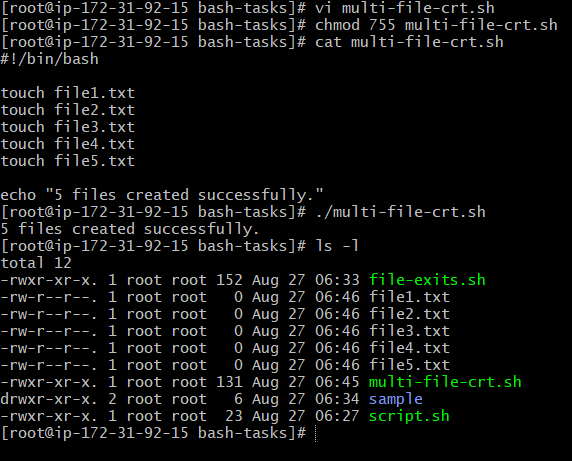 [root@ip-172-31-92-15 bash-tasks]# vi multi-file-crt.sh
[root@ip-172-31-92-15 bash-tasks]# chmod 755 multi-file-crt.sh
[root@ip-172-31-92-15 bash-tasks]# cat multi-file-crt.sh
#!/bin/bash

touch file1.txt
touch file2.txt
touch file3.txt
touch file4.txt
touch file5.txt

echo "5 files created successfully."
[root@ip-172-31-92-15 bash-tasks]# ./multi-file-crt.sh
5 files created successfully.
[root@ip-172-31-92-15 bash-tasks]# ls -l
total 12
-rwxr-xr-x. 1 root root 152 Aug 27 06:33 file-exits.sh
-rw-r--r--. 1 root root   0 Aug 27 06:46 file1.txt
-rw-r--r--. 1 root root   0 Aug 27 06:46 file2.txt
-rw-r--r--. 1 root root   0 Aug 27 06:46 file3.txt
-rw-r--r--. 1 root root   0 Aug 27 06:46 file4.txt
-rw-r--r--. 1 root root   0 Aug 27 06:46 file5.txt
-rwxr-xr-x. 1 root root 131 Aug 27 06:45 multi-file-crt.sh
drwxr-xr-x. 2 root root   6 Aug 27 06:34 sample
-rwxr-xr-x. 1 root root  23 Aug 27 06:27 script.sh
[root@ip-172-31-92-15 bash-tasks]#